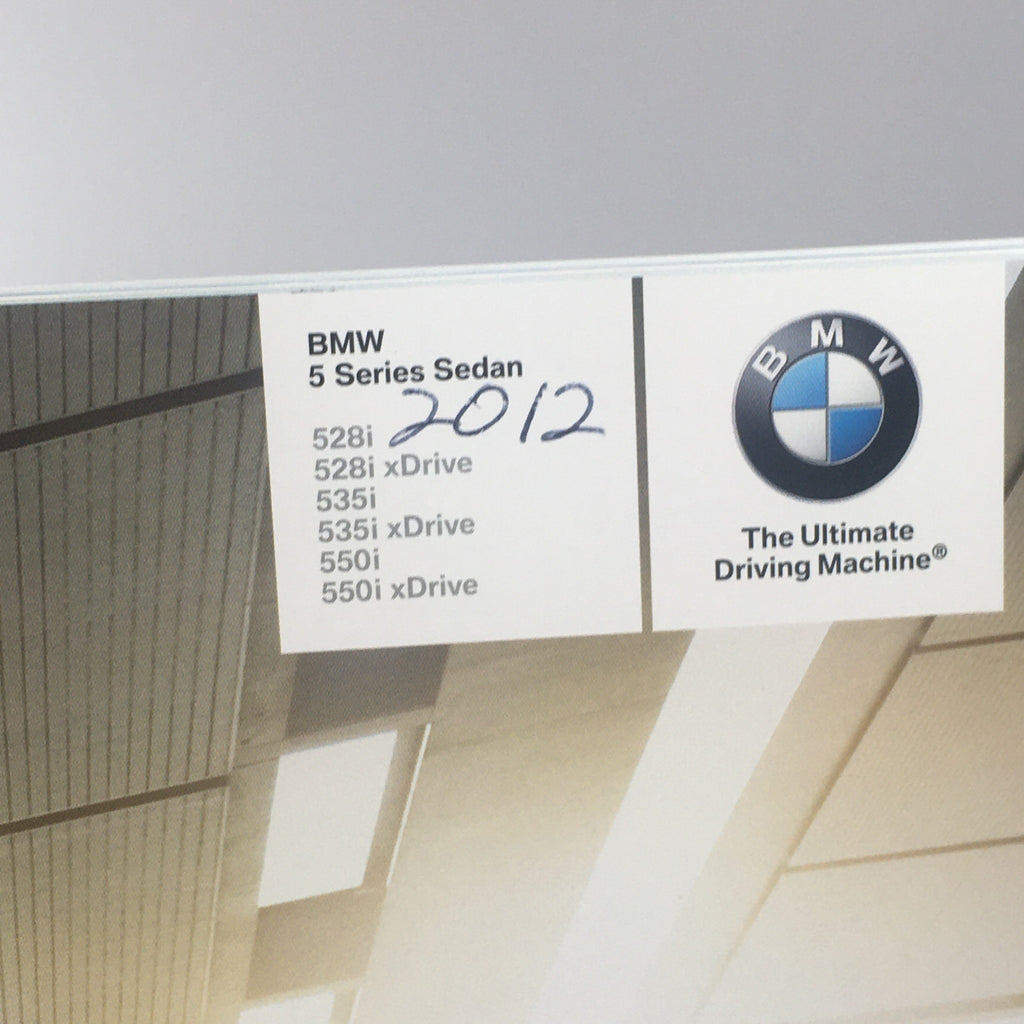 BMW
5 Series Sedan
2012
528i
528i xDrive
535i
535i xDrive
550i
550i xDrive
BMW
The Ultimate
Driving Machine®